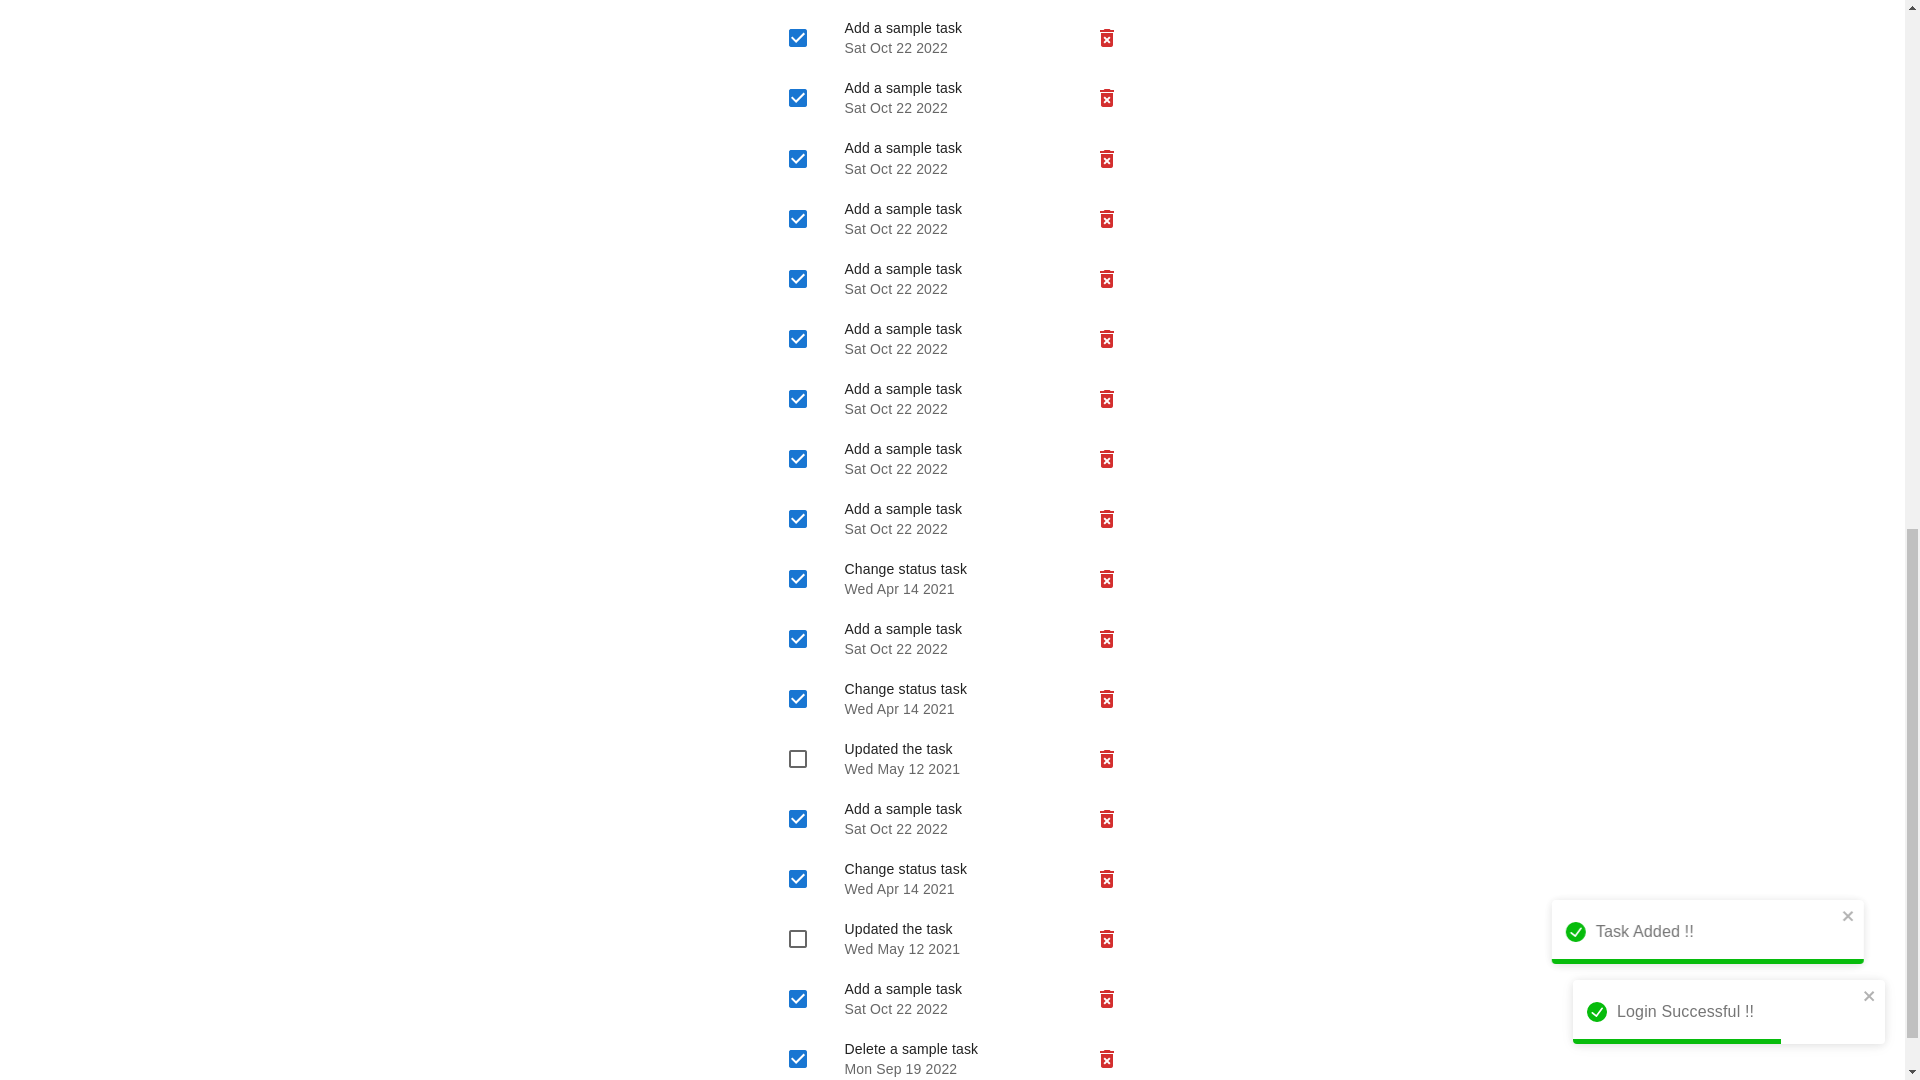 Add a sample task
Sat Oct 22 2022
Add a sample task
Sat Oct 22 2022
Add a sample task
Sat Oct 22 2022
Add a sample task
Sat Oct 22 2022
Add a sample task
Sat Oct 22 2022
Add a sample task
Sat Oct 22 2022
Add a sample task
Sat Oct 22 2022
Add a sample task
Sat Oct 22 2022
Add a sample task
Sat Oct 22 2022
Change status task
Wed Apr 14 2021
Add a sample task
Sat Oct 22 2022
Change status task
Wed Apr 14 2021
Updated the task
Wed May 12 2021
Add a sample task
Sat Oct 22 2022
Change status task
Wed Apr 14 2021
Updated the task
Wed May 12 2021
Add a sample task
Sat Oct 22 2022
Delete a sample task
Mon Sep 19 2022
Task Added !!
Login Successful !!